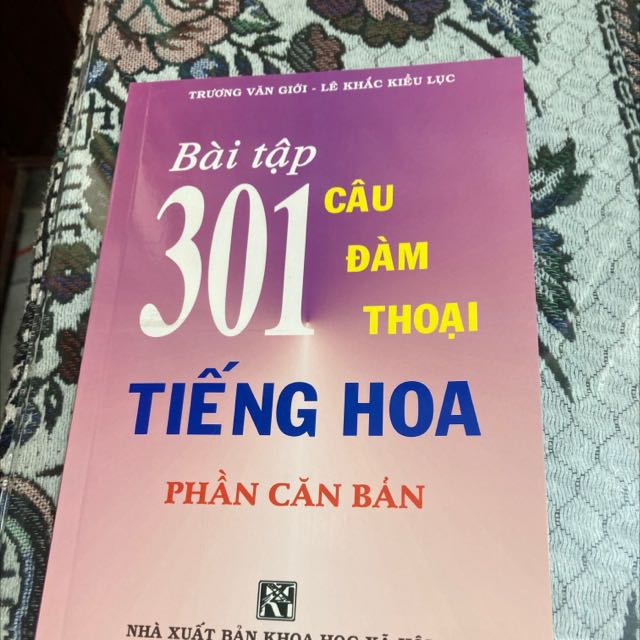 TRƯƠNG VĂN GIỚI - LÊ KHẮC KIỀU LỤC
Bài tập
301
CÂU
ĐÀM
THOẠI
TIẾNG HOA
PHẦN CĂN BẢN
NHÀ XUẤT BẢN KHOA HỌC XÃ HỘI